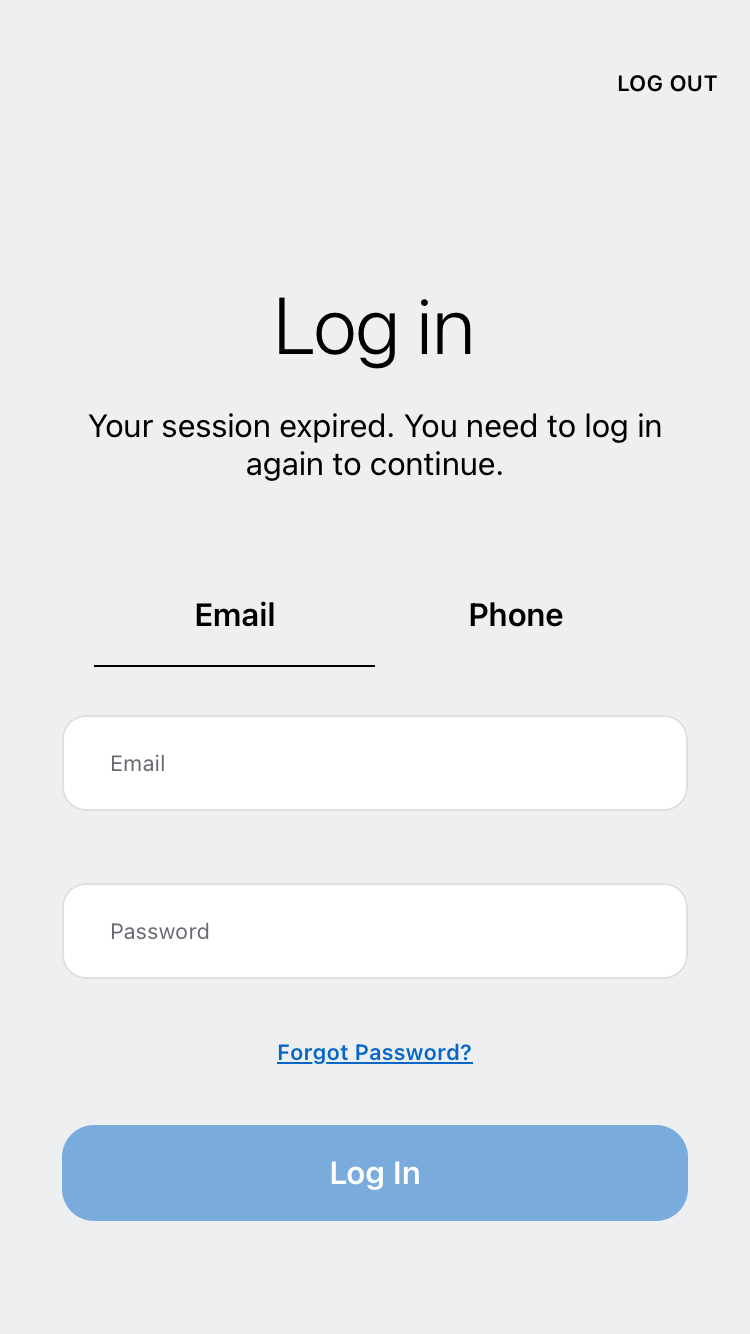 LOG OUT
Log in
Your session expired. You need to log in
again to continue.
Email
Phone
Email
Password
Forgot Password?
Log In